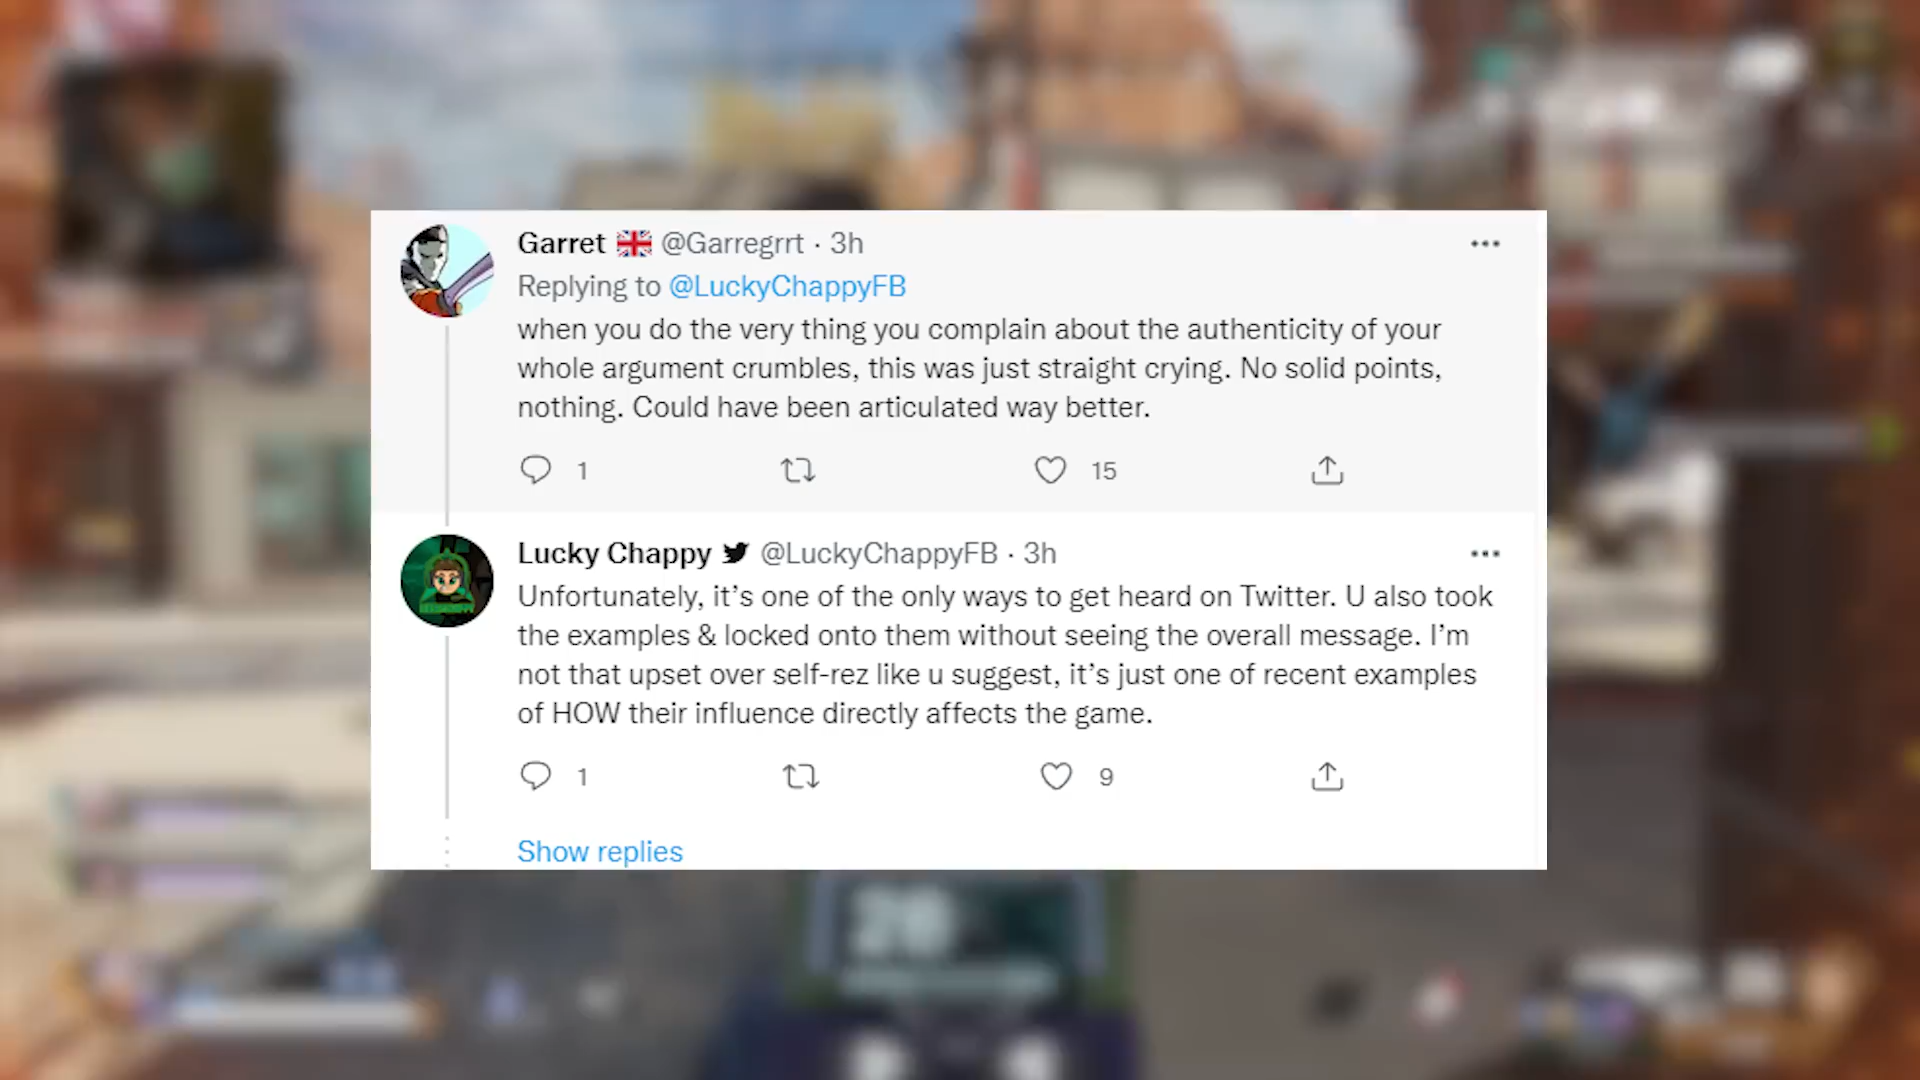 Garret 🇬🇧 @Garregrrt · 3h
Replying to @LuckyChappyFB
when you do the very thing you complain about the authenticity of your
whole argument crumbles, this was just straight crying. No solid points,
nothing. Could have been articulated way better.
1 15
Lucky Chappy @LuckyChappyFB · 3h
Unfortunately, it’s one of the only ways to get heard on Twitter. U also took
the examples & locked onto them without seeing the overall message. I’m
not that upset over self-rez like u suggest, it’s just one of recent examples
of HOW their influence directly affects the game.
1 9
Show replies